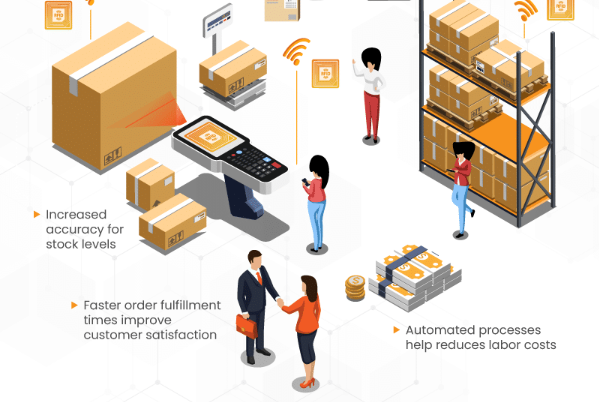 Increased
accuracy for
stock levels
Faster order fulfillment
times improve
customer satisfaction
Automated processes
help reduces labor costs